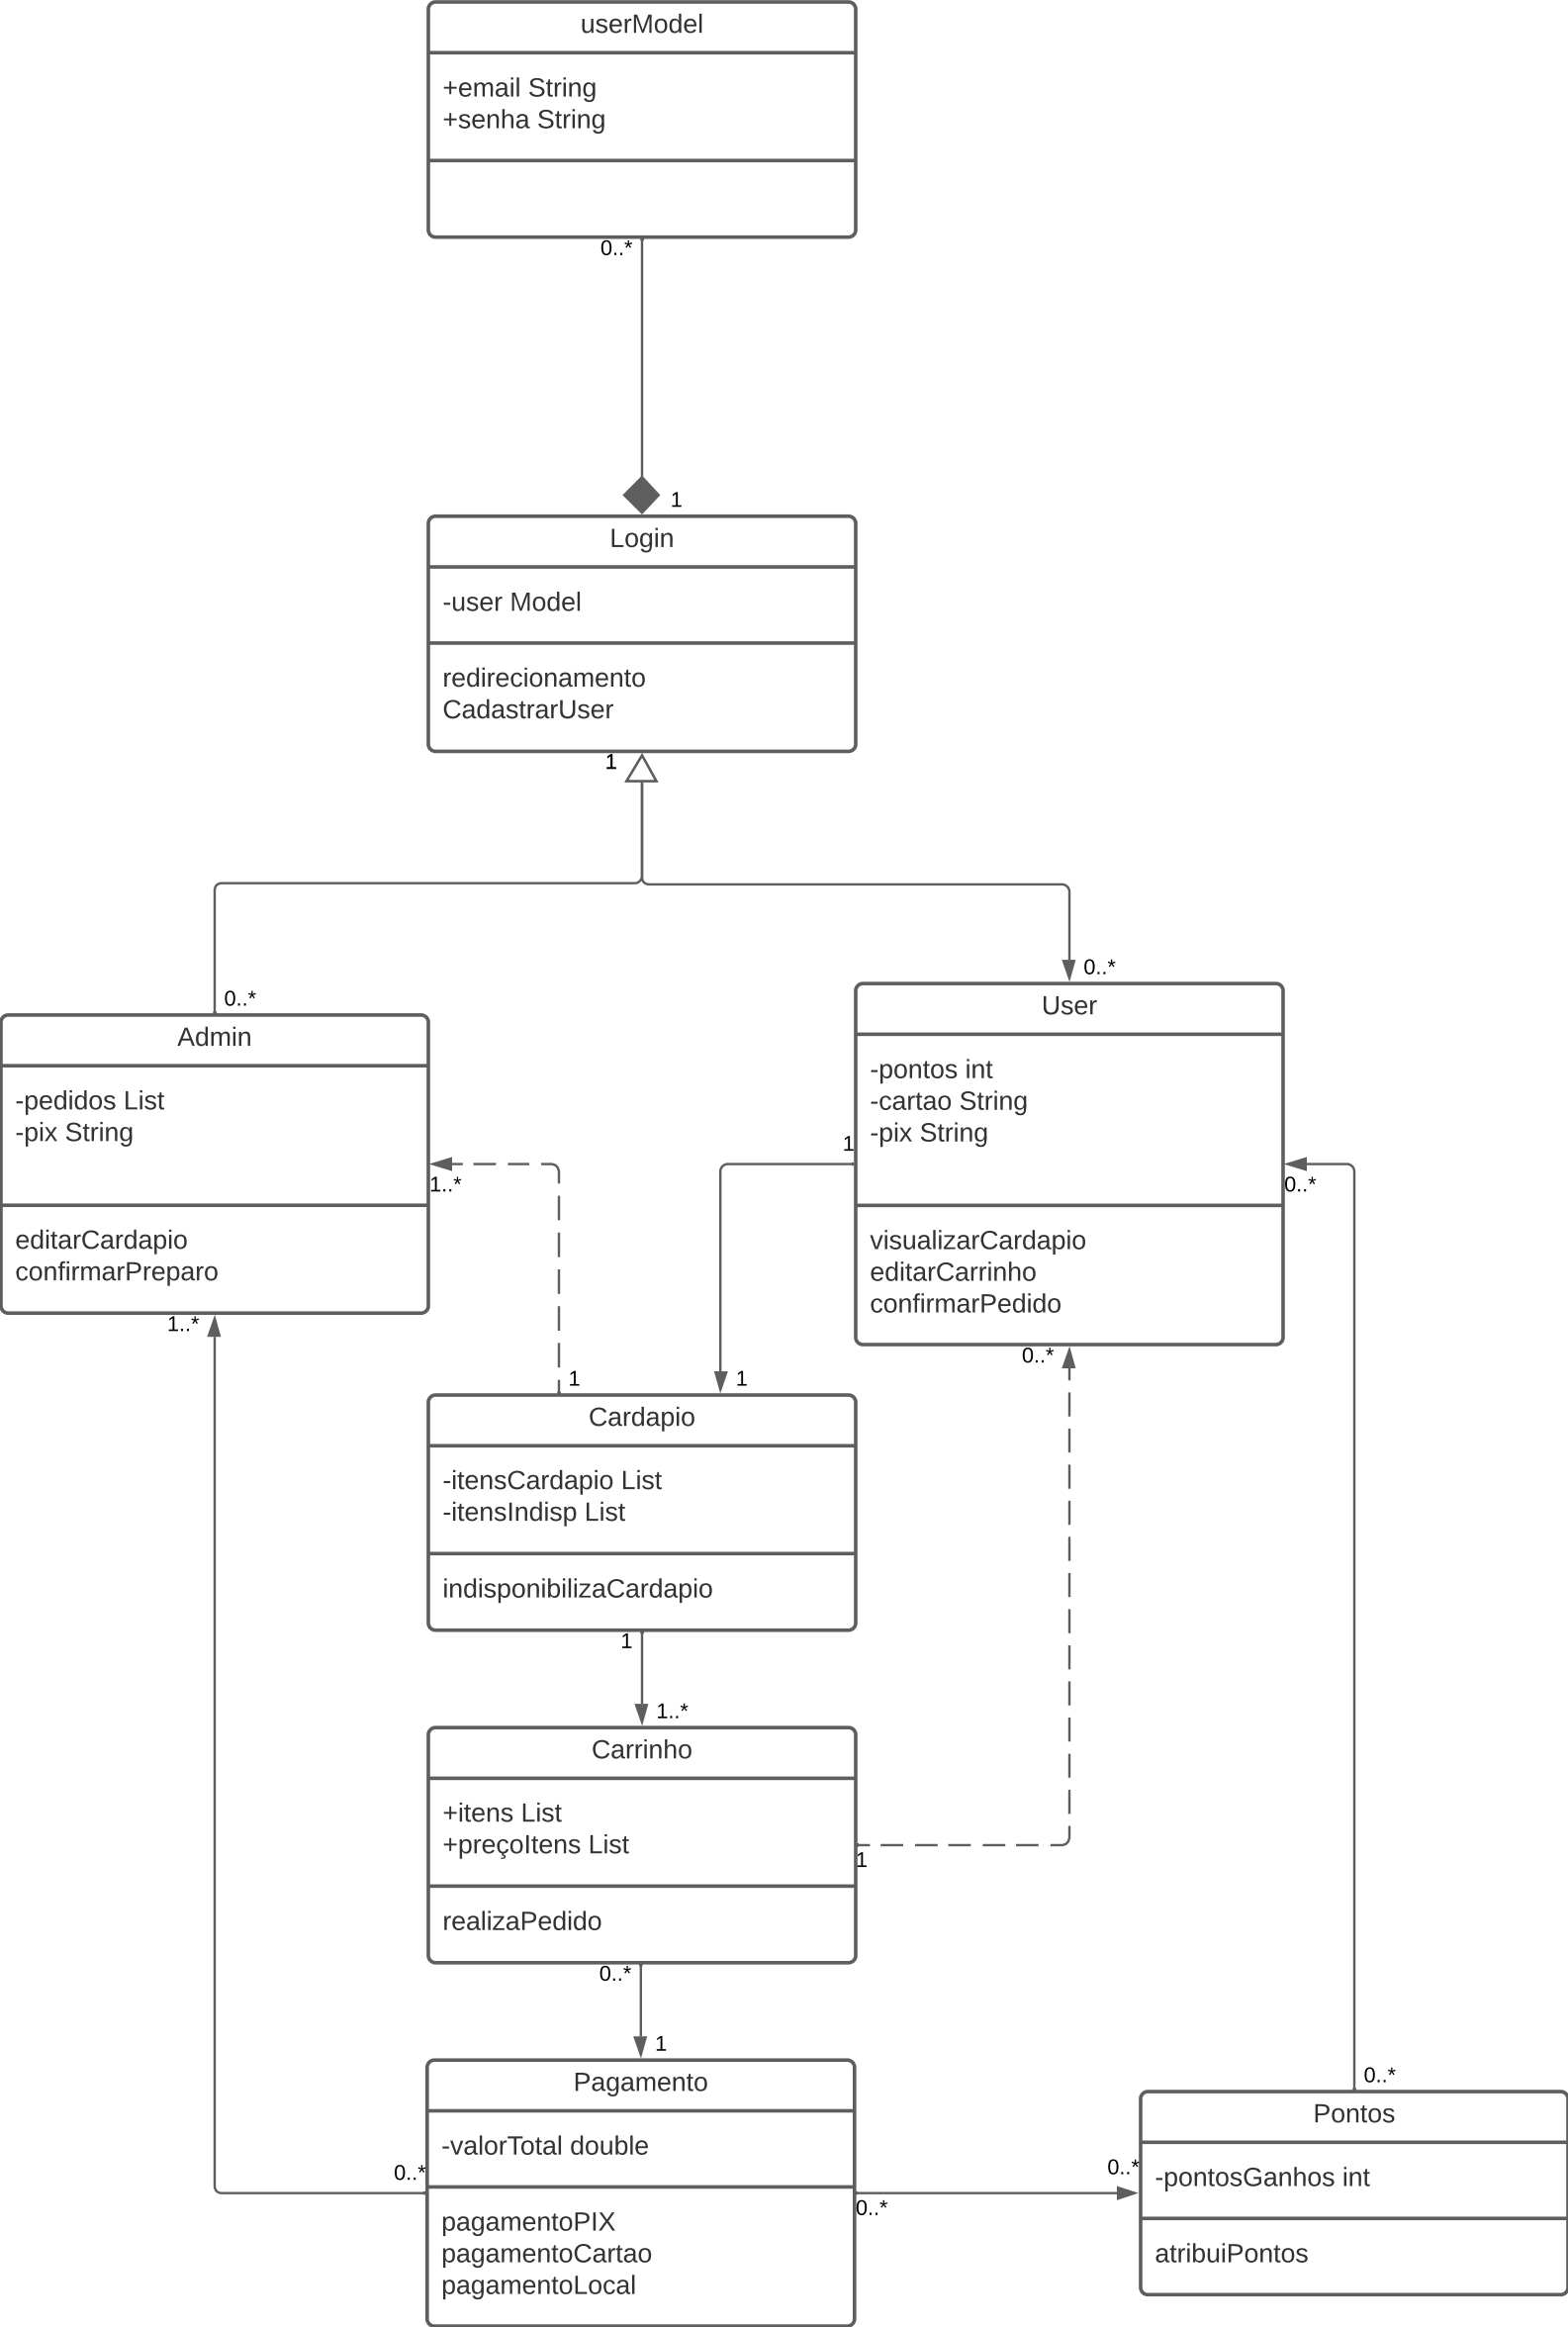 userModel
+email String
+senha String
0..*
1
Login
-user Model
redirecionamento
CadastrarUser
1
0..*
0..*
Admin
-pedidos List
-pix String
editarCardapio
confirmarPreparo
User
-pontos int
-cartao String
-pix String
visualizarCardapio
editarCarrinho
confirmarPedido
1
1..*
0..*
1..*
0..*
1
1
Cardapio
-itensCardapio List
-itensIndisp List
indisponibilizaCardapio
1
1..*
Carrinho
+itens List
+preçoItens List
realizaPedido
1
0..*
1
Pagamento
-valorTotal double
pagamentoPIX
pagamentoCartao
pagamentoLocal
0..*
0..*
0..*
0..*
Pontos
-pontosGanhos int
atribuiPontos